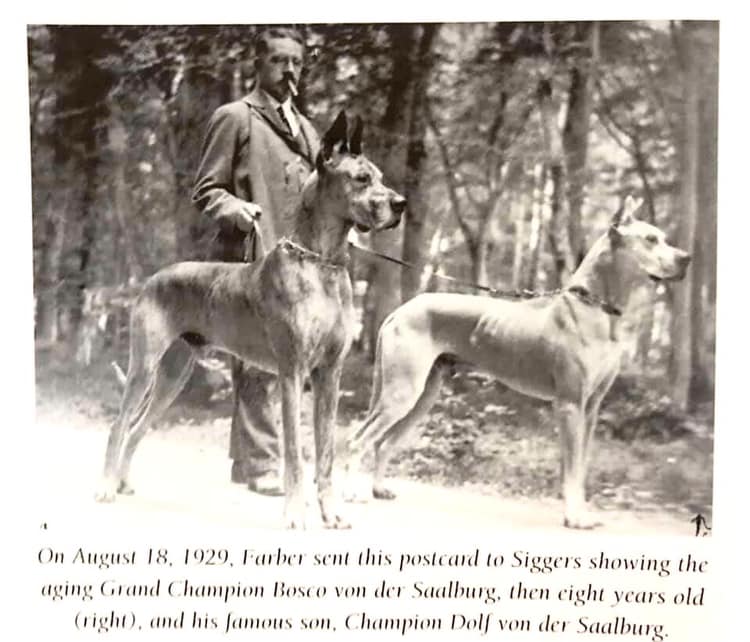 On August 18, 1929, Farber sent this postcard to Siggers showing the
aging Grand Champion Bosco von der Saalburg, then eight years old
(right), and his famous son, Champion Dolf von der Saalburg.